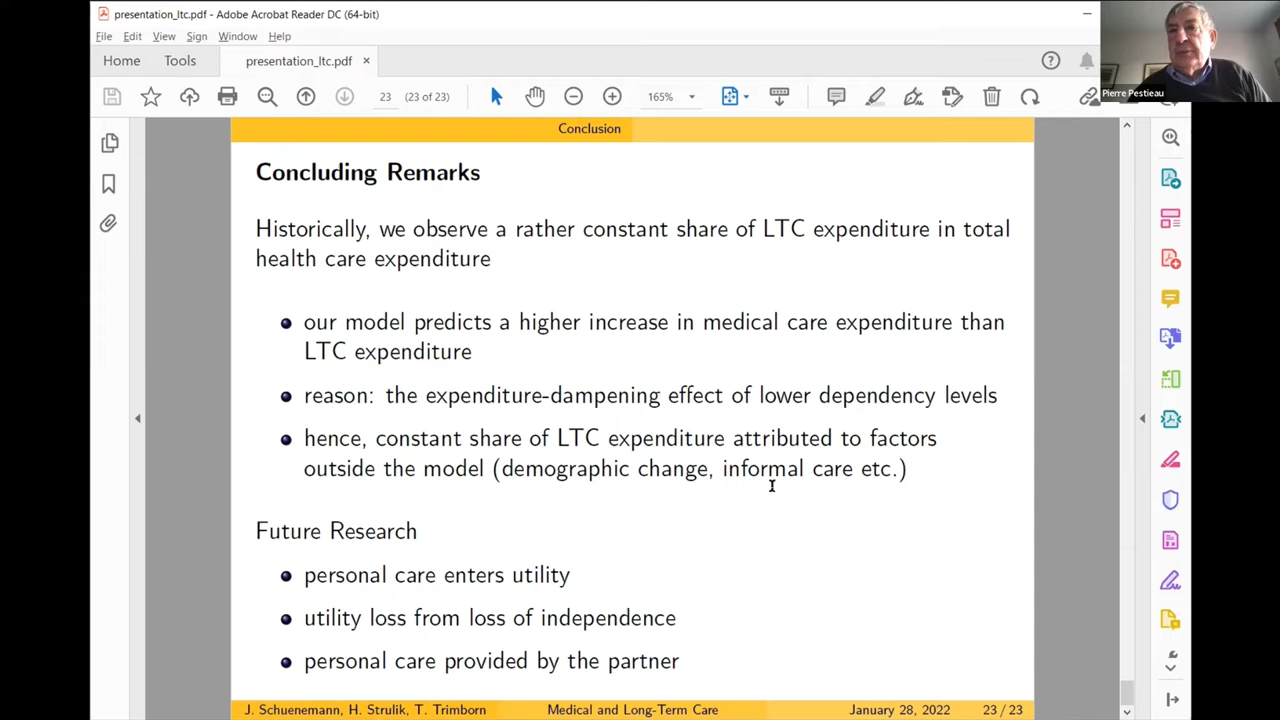 presentation_ltc.pdf - Adobe Acrobat Reader DC (64-bit)
File Edit View Sign Window Help
Home Tools presentation_ltc.pdf ×
23 (23 of 23) 165%
Pierre Pestieau
Conclusion
Concluding Remarks
Historically, we observe a rather constant share of LTC expenditure in total
health care expenditure
our model predicts a higher increase in medical care expenditure than
LTC expenditure
reason: the expenditure-dampening effect of lower dependency levels
hence, constant share of LTC expenditure attributed to factors
outside the model (demographic change, informal care etc.)
Future Research
personal care enters utility
utility loss from loss of independence
personal care provided by the partner
J. Schuenemann, H. Strulik, T. Trimborn Medical and Long-Term Care January 28, 2022 23 / 23